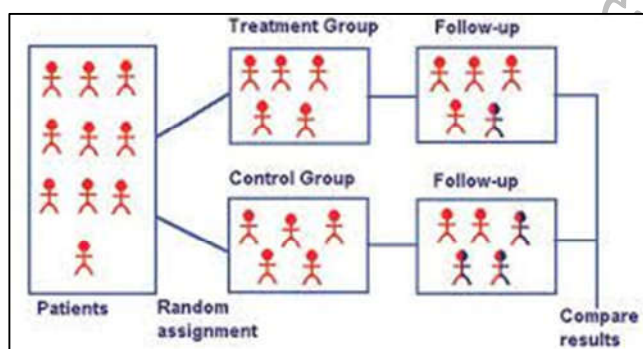 Treatment Group
Follow-up
Control Group
Follow-up
Patients
Random
assignment
Compare
results